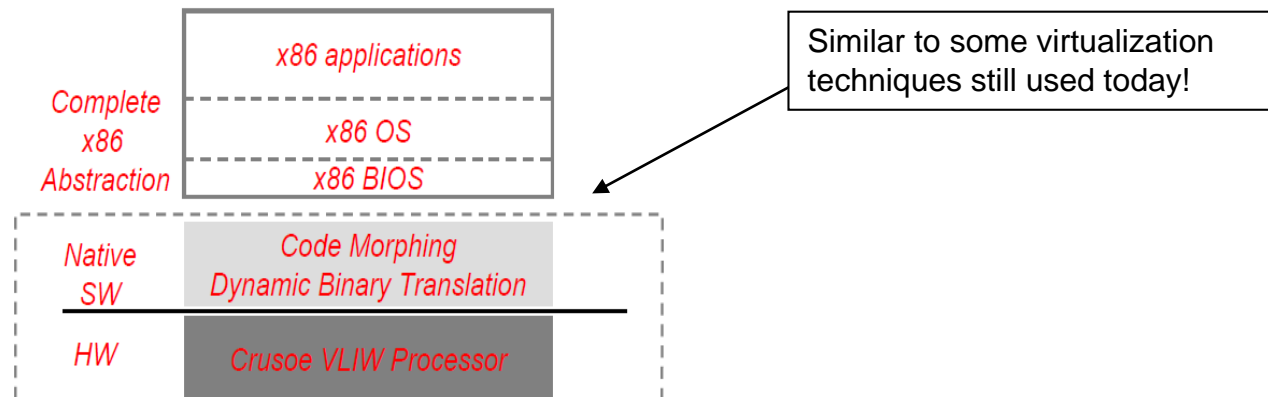 x86 applications
Similar to some virtualization
techniques still used today!
Complete
x86
Abstraction
x86 OS
x86 BIOS
Native
SW
Code Morphing
Dynamic Binary Translation
HW
Crusoe VLIW Processor